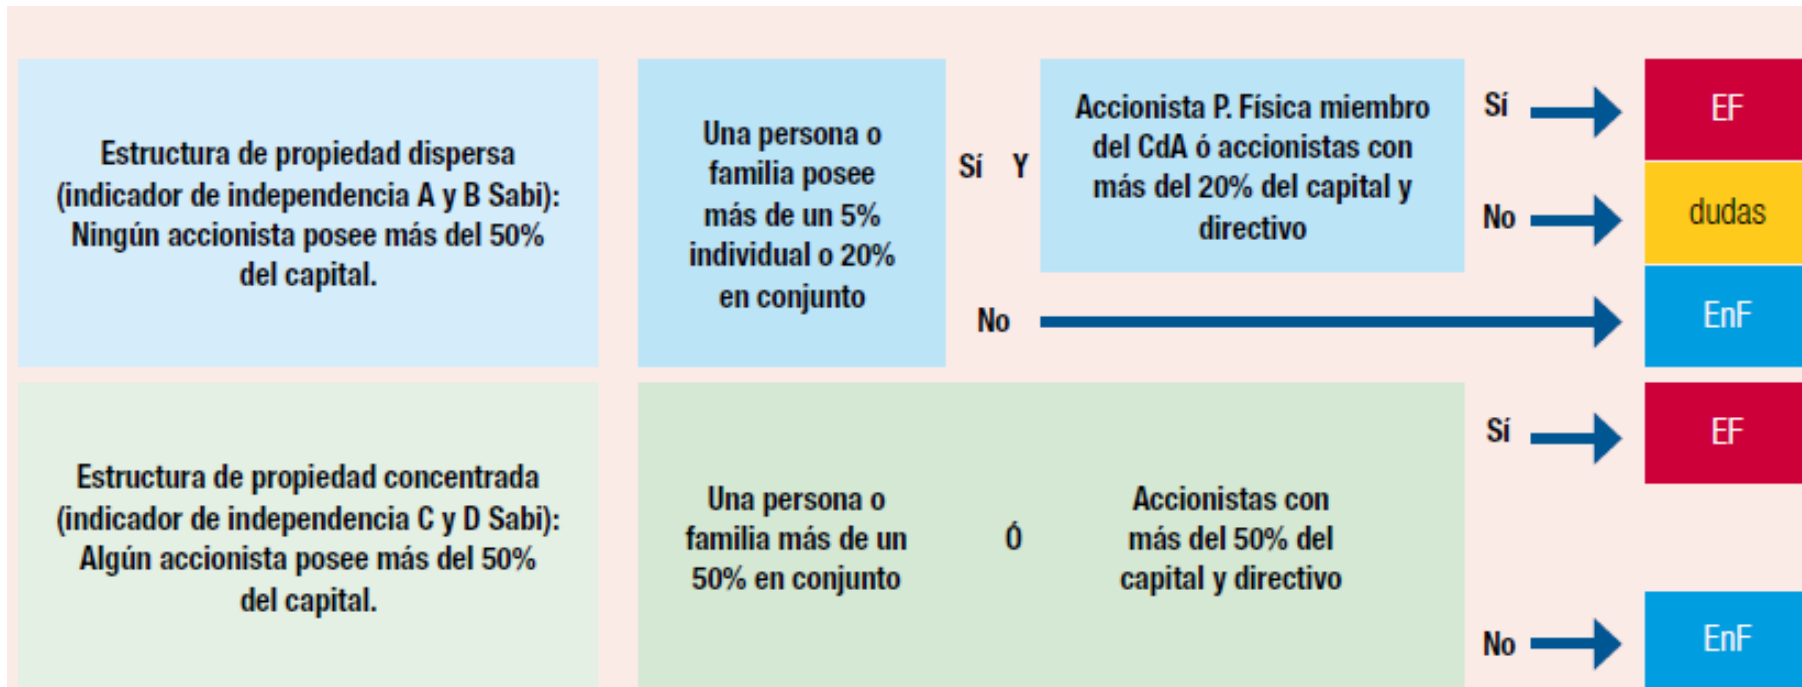 Estructura de propiedad dispersa
(indicador de independencia A y B Sabi):
Ningún accionista posee más del 50%
del capital.
Una persona o
familia posee
más de un 5%
individual o 20%
en conjunto
Sí Y
Accionista P. Física miembro
del CdA ó accionistas con
más del 20% del capital y
directivo
Sí
EF
No
dudas
No
EnF
Estructura de propiedad concentrada
(indicador de independencia C y D Sabi):
Algún accionista posee más del 50%
del capital.
Una persona o
familia más de un
50% en conjunto
Ó
Accionistas con
más del 50% del
capital y directivo
Sí
EF
No
EnF